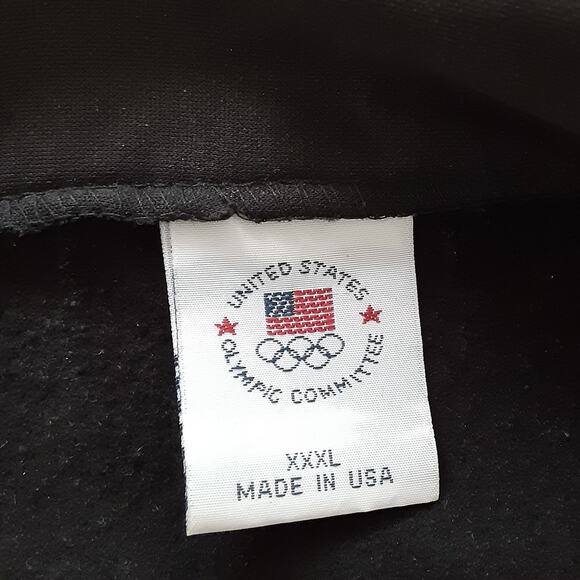 UNITED STATES
OLYMPIC COMMITTEE
XXXL
MADE IN USA